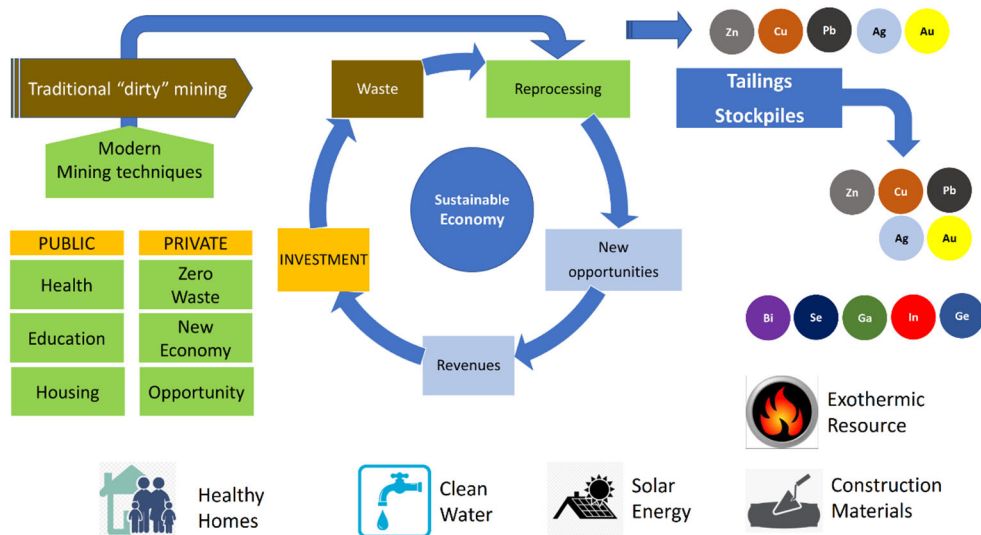 Zn
Cu
Pb
Ag
Au
Traditional “dirty” mining
Waste
Reprocessing
Tailings
Stockpiles
Modern
Mining techniques
Sustainable
Economy
Zn
Cu
Pb
Ag
Au
PUBLIC
PRIVATE
Health
Zero
Waste
Education
New
Economy
Housing
Opportunity
INVESTMENT
New
opportunities
Revenues
Bi
Se
Ga
In
Ge
Exothermic
Resource
Healthy
Homes
Clean
Water
Solar
Energy
Construction
Materials